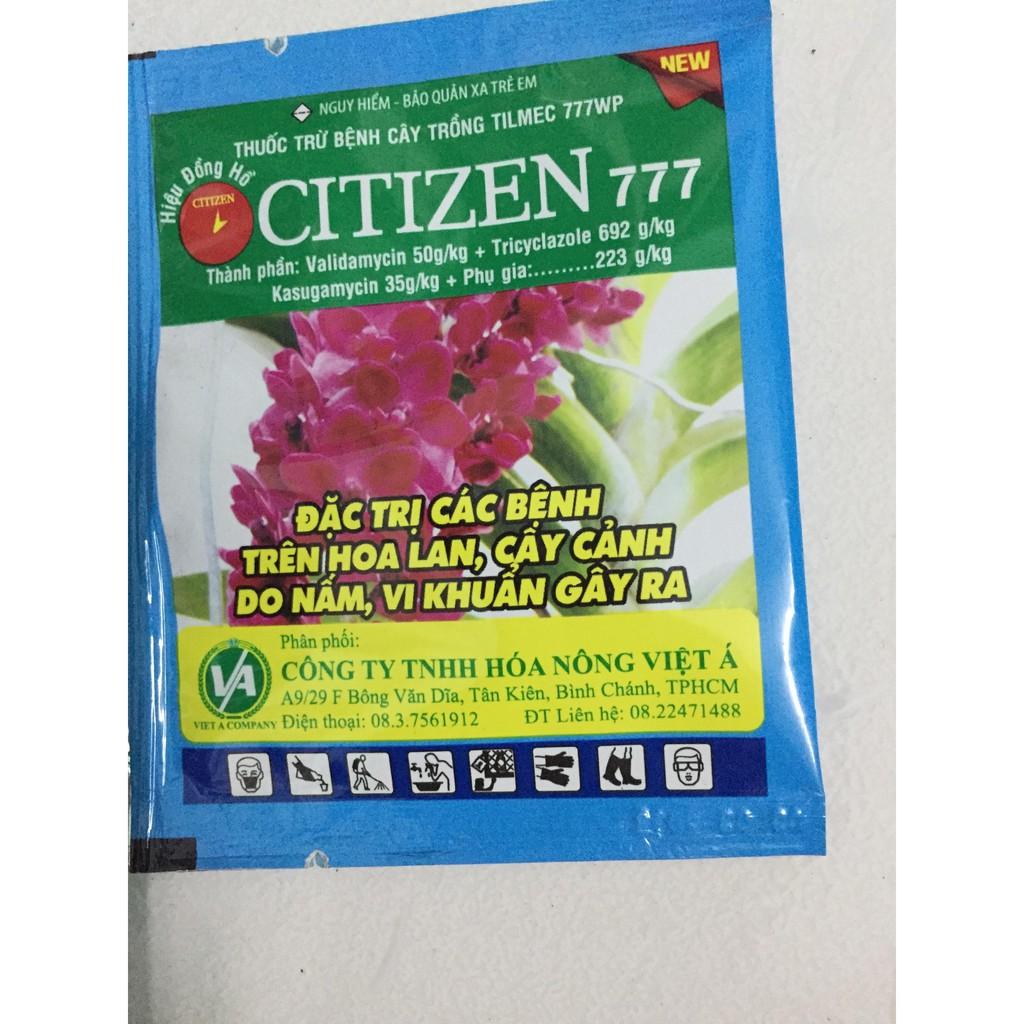 NEW
NGUY HIỂM - BẢO QUẢN XA TRẺ EM
THUỐC TRỪ BỆNH CÂY TRỒNG TILMEC 777WP
Hiệu Đồng Hồ
CITIZEN
CITIZEN 777
Thành phần: Validamycin 50g/kg + Tricyclazole 692 g/kg
Kasugamycin 35g/kg + Phụ gia:.........223 g/kg
ĐẶC TRỊ CÁC BỆNH
TRÊN HOA LAN, CÂY CẢNH
DO NẤM, VI KHUẨN GÂY RA
Phân phối:
CÔNG TY TNHH HÓA NÔNG VIỆT Á
A9/29 F Bông Văn Dĩa, Tân Kiên, Bình Chánh, TPHCM
Điện thoại: 08.3.7561912 ĐT Liên hệ: 08.22471488
VA
VIET A COMPANY